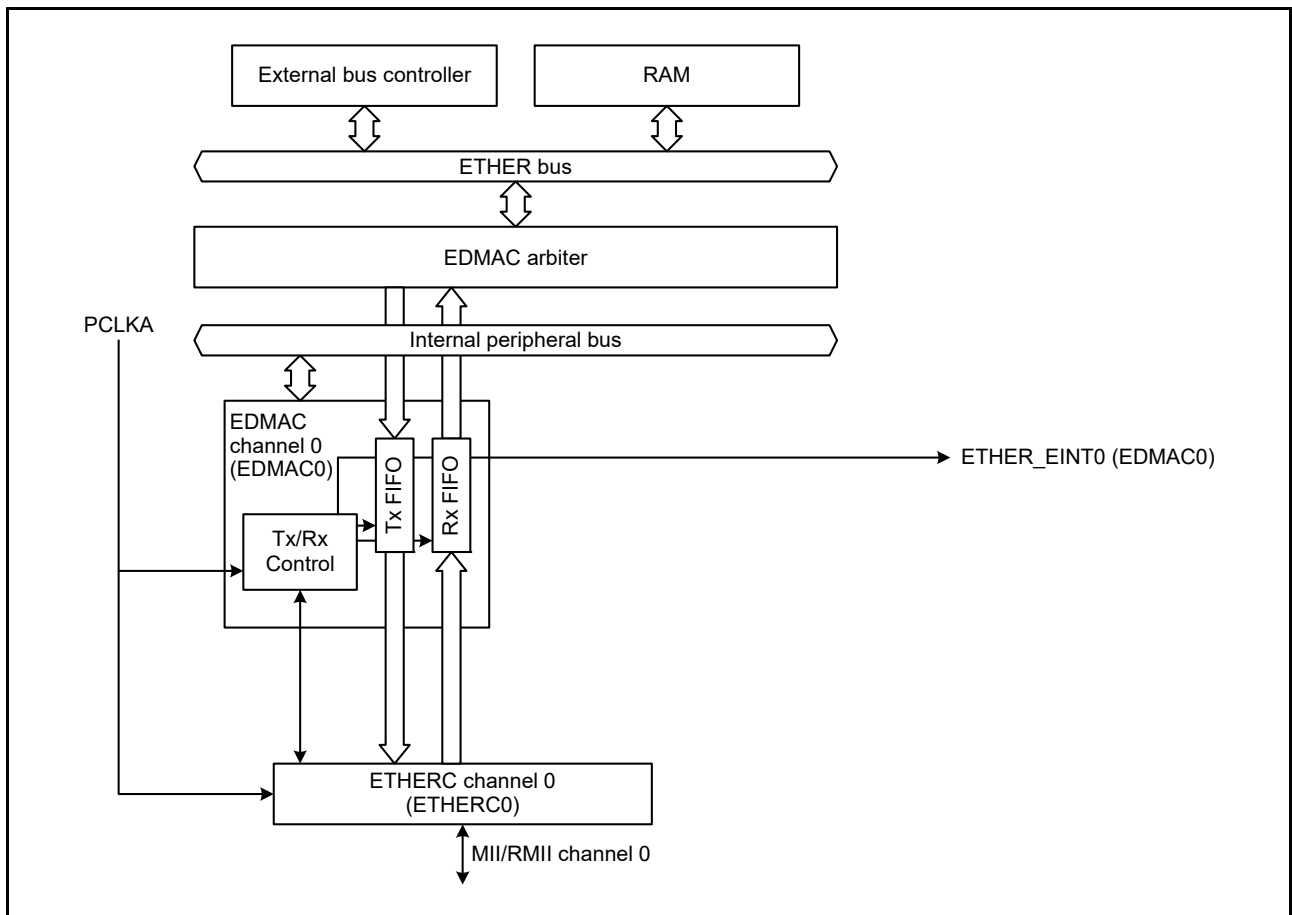 External bus controller
RAM
ETHER bus
EDMAC arbiter
PCLKA
Internal peripheral bus
EDMAC
channel 0
(EDMAC0)
Tx FIFO
Rx FIFO
ETHER_EINT0 (EDMAC0)
Tx/Rx
Control
ETHERC channel 0
(ETHERC0)
MII/RMII channel 0